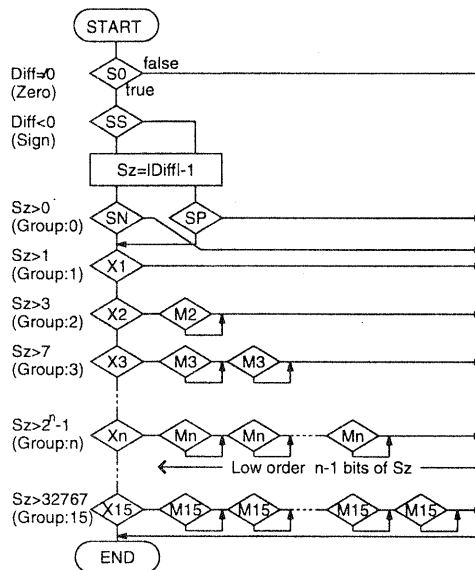 START
Diff≠0
(Zero)
S0
false
true
Diff<0
(Sign)
SS
Sz=|Diff|-1
Sz>0
(Group:0)
SN
SP
Sz>1
(Group:1)
X1
Sz>3
(Group:2)
X2
M2
Sz>7
(Group:3)
X3
M3
M3
Sz>2ⁿ-1
(Group:n)
Xn
Mn
Mn
Mn
Low order n-1 bits of Sz
Sz>32767
(Group:15)
X15
M15
M15
M15
M15
END